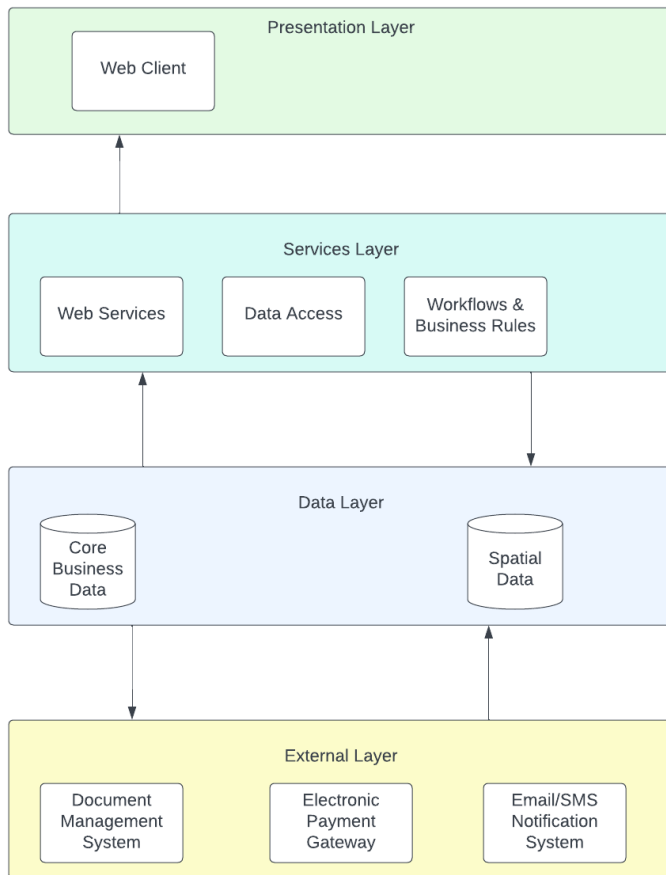 Presentation Layer
Web Client
Services Layer
Web Services
Data Access
Workflows &
Business Rules
Data Layer
Core
Business
Data
Spatial
Data
External Layer
Document
Management
System
Electronic
Payment
Gateway
Email/SMS
Notification
System